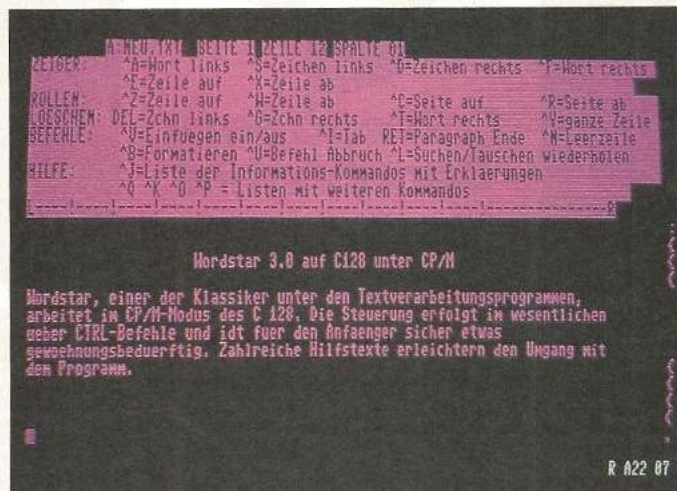 A:NEU.TXT SEITE 1 ZEILE 12 SPALTE 01
ZEIGER: ^A=Wort links ^S=Zeichen links ^D=Zeichen rechts ^F=Wort rechts
^E=Zeile auf ^X=Zeile ab
ROLLEN: ^Z=Zeile auf ^W=Zeile ab ^C=Seite auf ^R=Seite ab
LOESCHEN: DEL=Zchn links ^G=Zchn rechts ^T=Wort rechts ^Y=ganze Zeile
BEFEHLE: ^V=Einfuegen ein/aus ^I=Tab RET=Paragraph Ende ^N=Leerzeile
^B=Formatieren ^U=Befehl Abbruch ^L=Suchen/Tauschen wiederholen
HILFE: ^J=Liste der Informations-Kommandos mit Erklaerungen
^Q ^K ^O ^P = Listen mit weiteren Kommandos
L----!----!----!----!----!----!----!----!----!----!--------------R
Wordstar 3.0 auf C128 unter CP/M
Wordstar, einer der Klassiker unter den Textverarbeitungsprogrammen,
arbeitet im CP/M-Modus des C 128. Die Steuerung erfolgt im wesentlichen
ueber CTRL-Befehle und idt fuer den Anfaenger sicher etwas
gewoehnungsbeduerftig. Zahlreiche Hilfstexte erleichtern den Umgang mit
dem Programm.
R A22 07